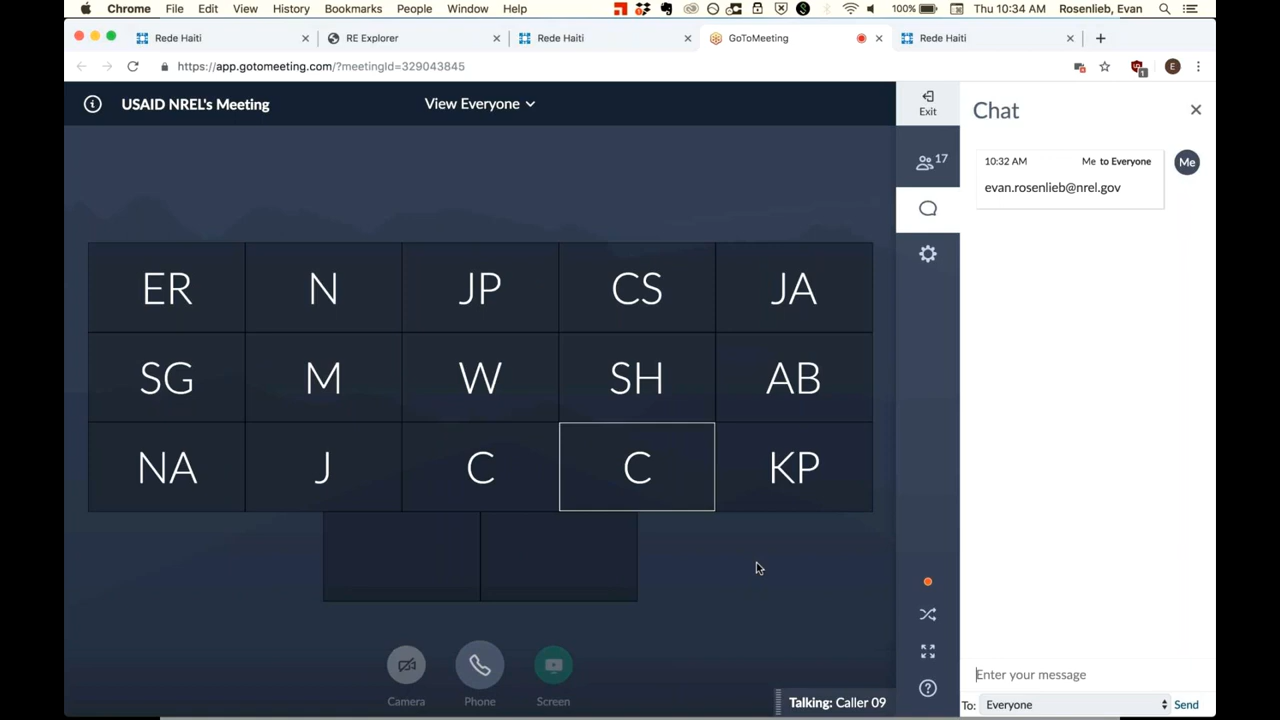 Chrome File Edit View History Bookmarks People Window Help 100% Thu 10:34 AM Rosenlieb, Evan
Rede Haiti RE Explorer Rede Haiti GoToMeeting Rede Haiti
https://app.gotomeeting.com/?meetingId=329043845 E
USAID NREL's Meeting View Everyone Exit Chat
17
10:32 AM Me to Everyone Me
evan.rosenlieb@nrel.gov
ER N JP CS JA
SG M W SH AB
NA J C C KP
Enter your message
Camera Phone Screen Talking: Caller 09
To: Everyone Send